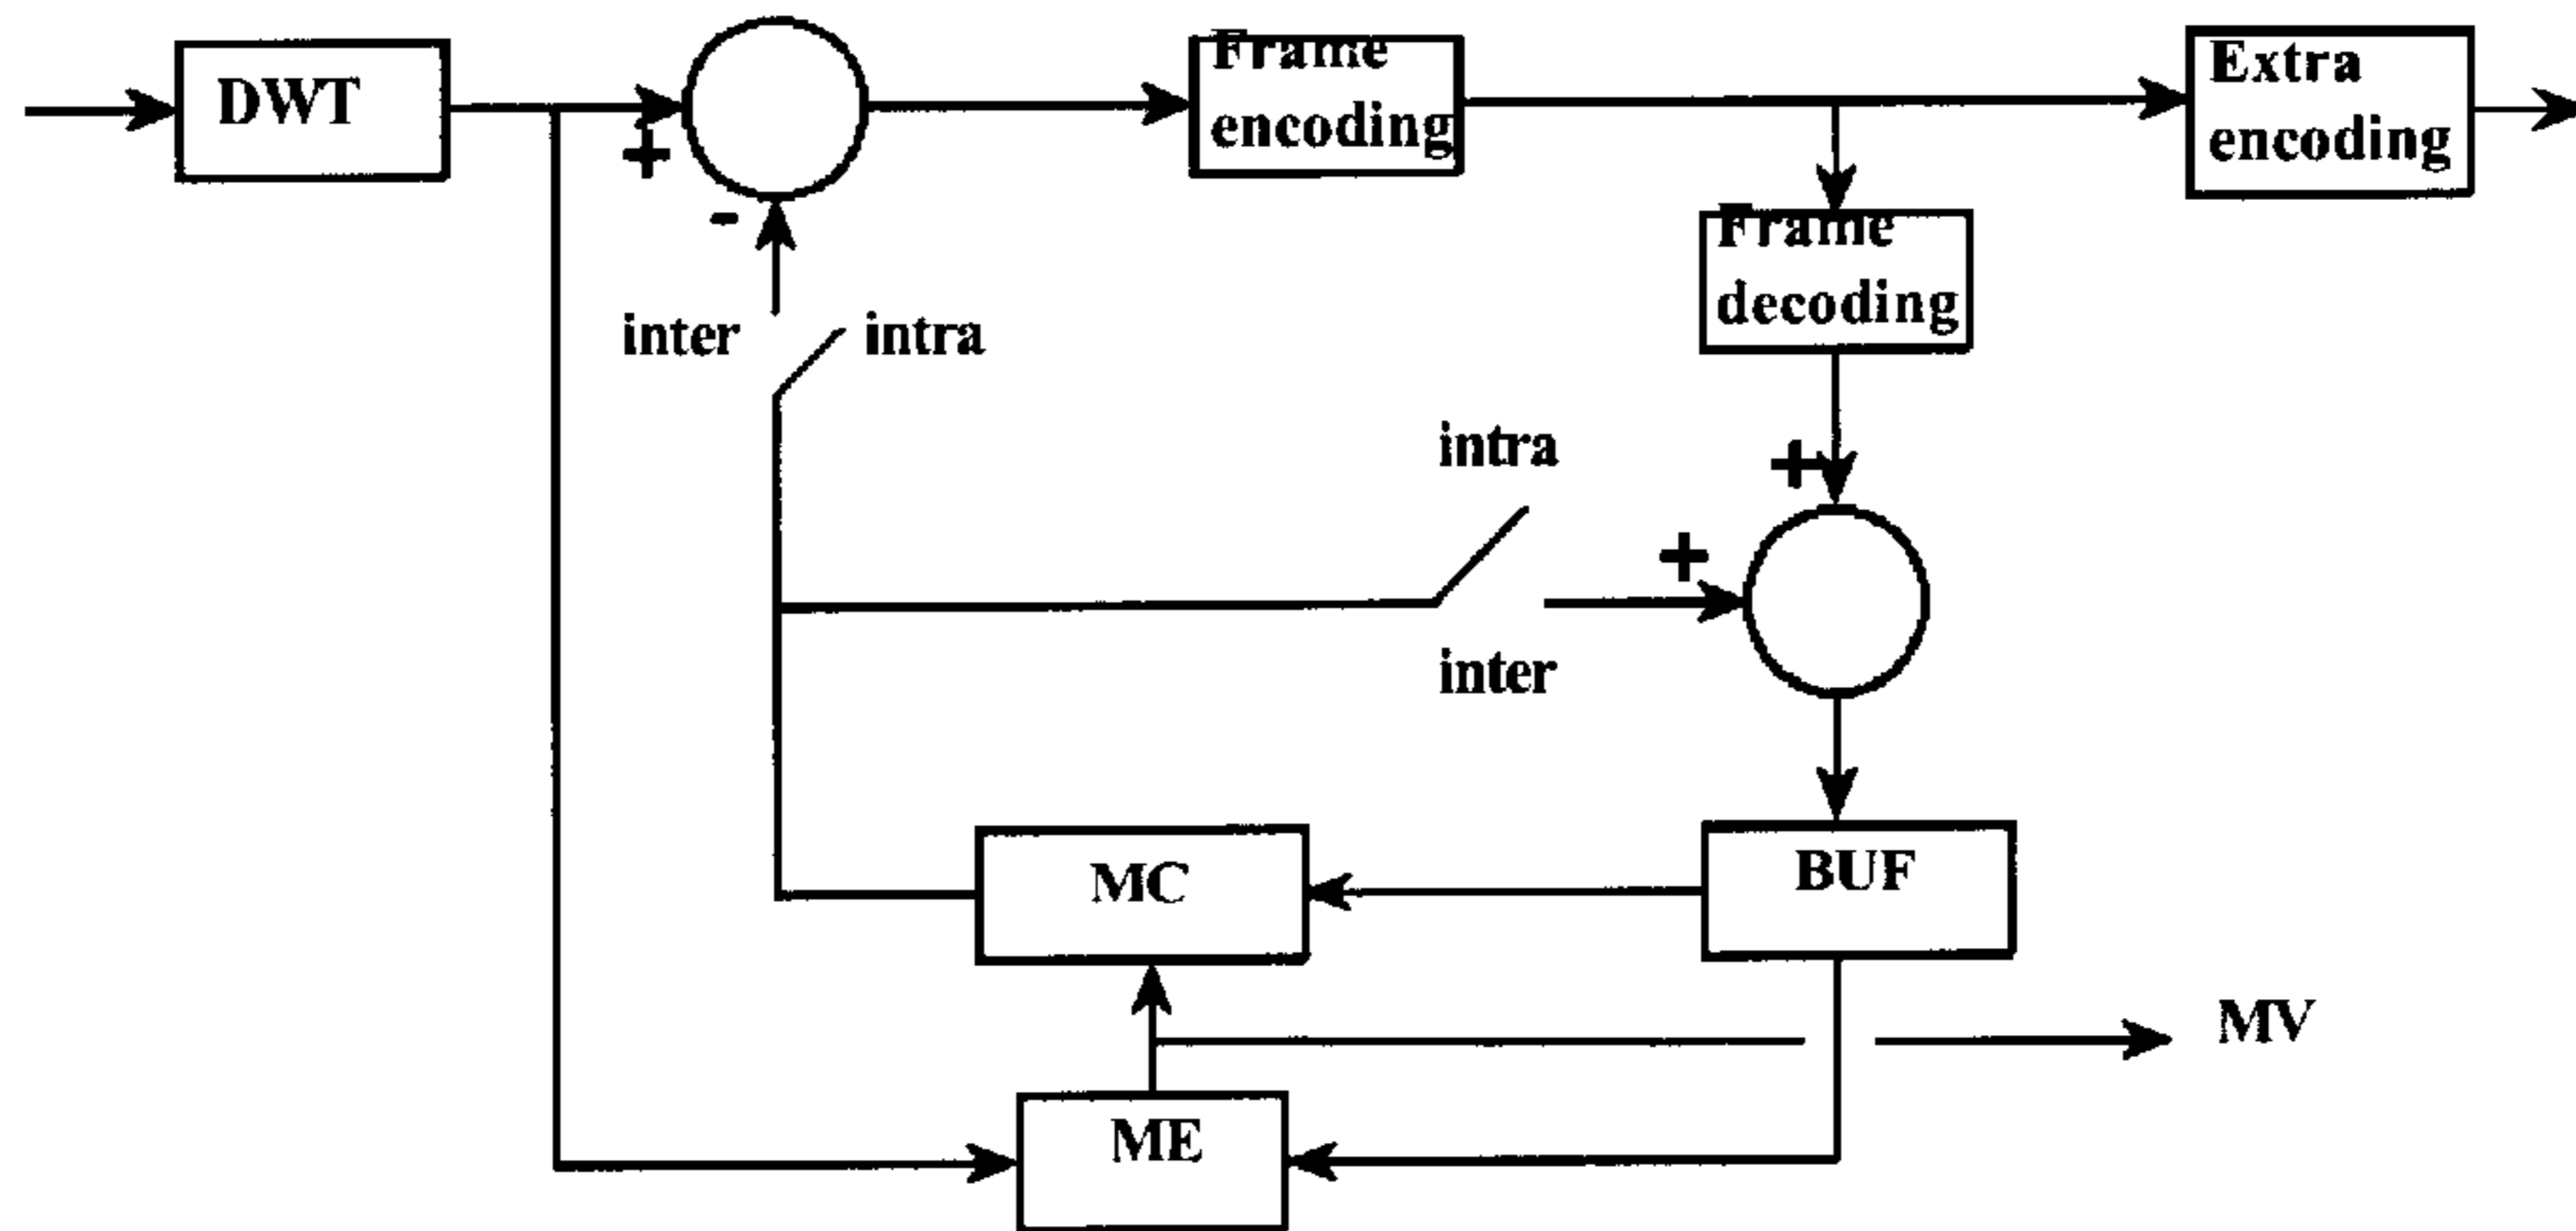 DWT
+
-
Frame
encoding
Extra
encoding
Frame
decoding
inter
intra
intra
+
+
inter
MC
BUF
MV
ME